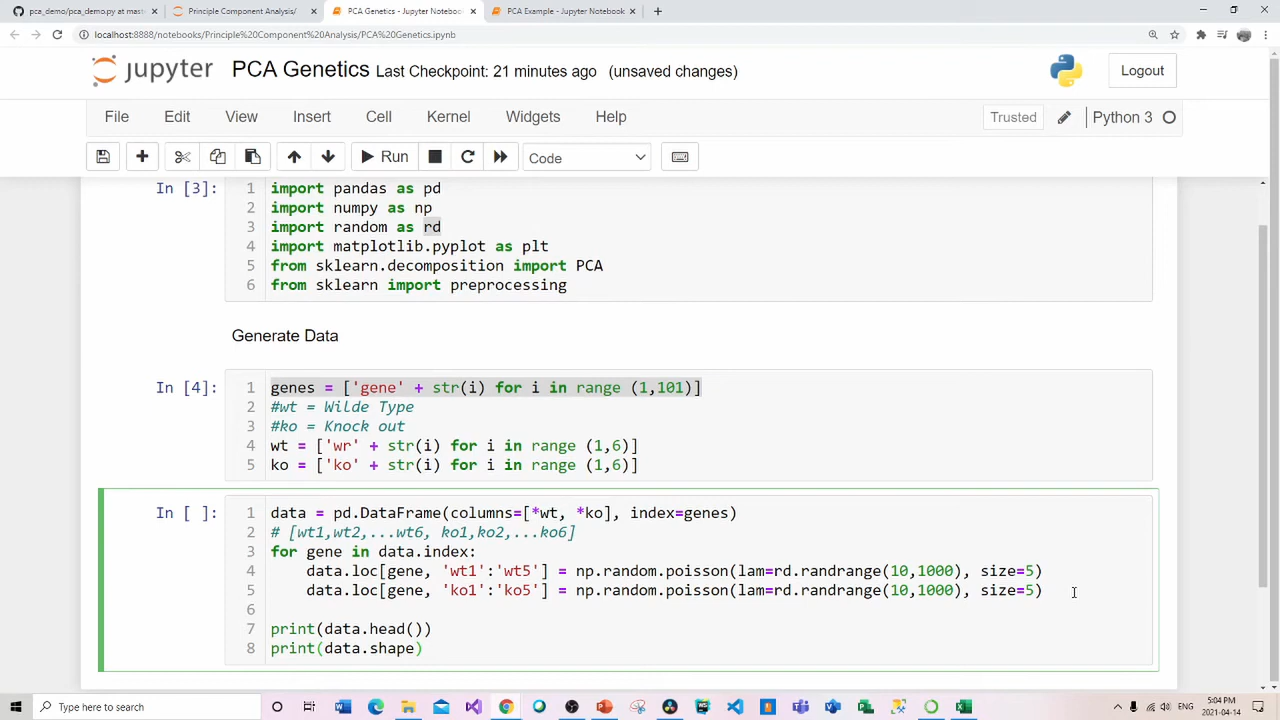 pca_demo/pca_demo.py at mast
Principle Component Analysis/
PCA Genetics - Jupyter Notebook
PCA Example - Jupyter Notebook
localhost:8888/notebooks/Principle%20Component%20Analysis/PCA%20Genetics.ipynb
jupyter PCA Genetics Last Checkpoint: 21 minutes ago (unsaved changes)
Logout
File Edit View Insert Cell Kernel Widgets Help
Trusted
Python 3
Run
Code
In [3]:
1 import pandas as pd
2 import numpy as np
3 import random as rd
4 import matplotlib.pyplot as plt
5 from sklearn.decomposition import PCA
6 from sklearn import preprocessing
Generate Data
In [4]:
1 genes = ['gene' + str(i) for i in range (1,101)]
2 #wt = Wilde Type
3 #ko = Knock out
4 wt = ['wr' + str(i) for i in range (1,6)]
5 ko = ['ko' + str(i) for i in range (1,6)]
In [ ]:
1 data = pd.DataFrame(columns=[*wt, *ko], index=genes)
2 # [wt1,wt2,...wt6, ko1,ko2,...ko6]
3 for gene in data.index:
4 data.loc[gene, 'wt1':'wt5'] = np.random.poisson(lam=rd.randrange(10,1000), size=5)
5 data.loc[gene, 'ko1':'ko5'] = np.random.poisson(lam=rd.randrange(10,1000), size=5)
6
7 print(data.head())
8 print(data.shape)
Type here to search
ENG
5:04 PM
2021-04-14